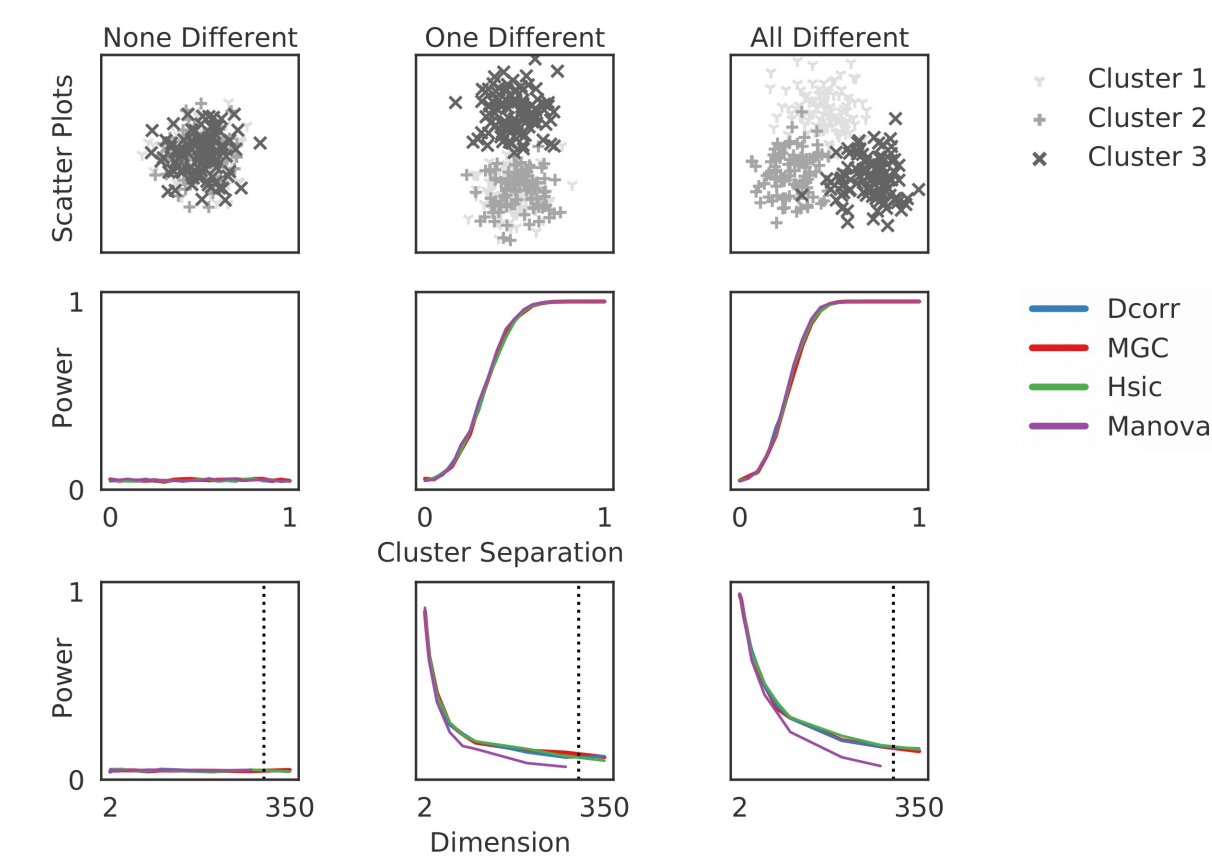 None Different
One Different
All Different
Scatter Plots
Cluster 1
Cluster 2
Cluster 3
1
Power
0
0 1
0 1
0 1
Cluster Separation
Dcorr
MGC
Hsic
Manova
1
Power
0
2 350
2 350
2 350
Dimension